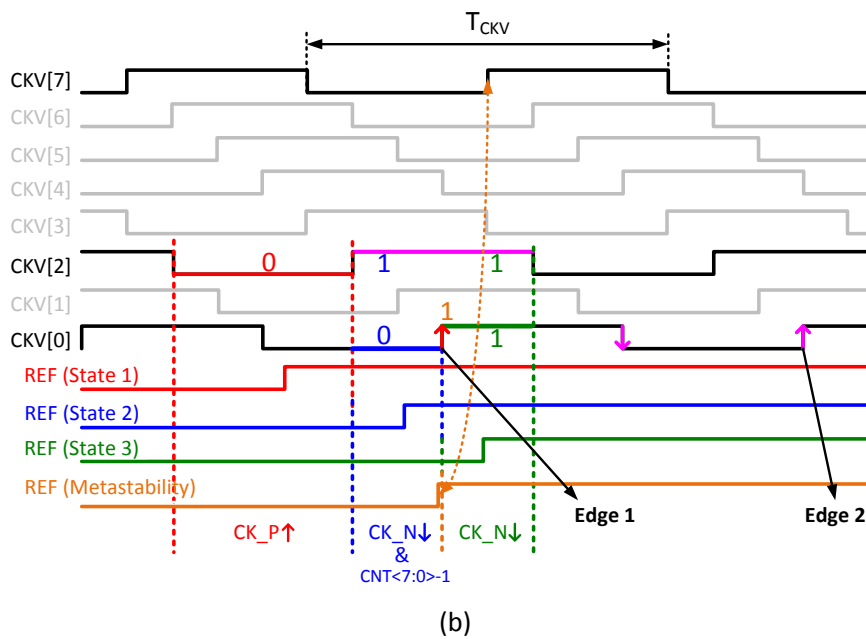 T_CKV
CKV[7]
CKV[6]
CKV[5]
CKV[4]
CKV[3]
CKV[2]
0
1
1
CKV[1]
1
CKV[0]
0
1
REF (State 1)
REF (State 2)
REF (State 3)
REF (Metastability)
Edge 1
Edge 2
CK_P↑
CK_N↓
CK_N↓
&
CNT<7:0>-1
(b)